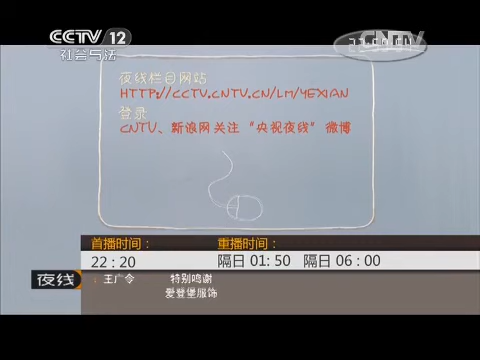 CCTV 12
社会与法
CNTV
夜线栏目网站
HTTP://CCTV.CNTV.CN/LM/YEXIAN
登录
CNTV、新浪网关注“央视夜线”微博
首播时间： 重播时间：
22：20 隔日 01：50 隔日 06：00
夜线 ：王广令 特别鸣谢
爱登堡服饰